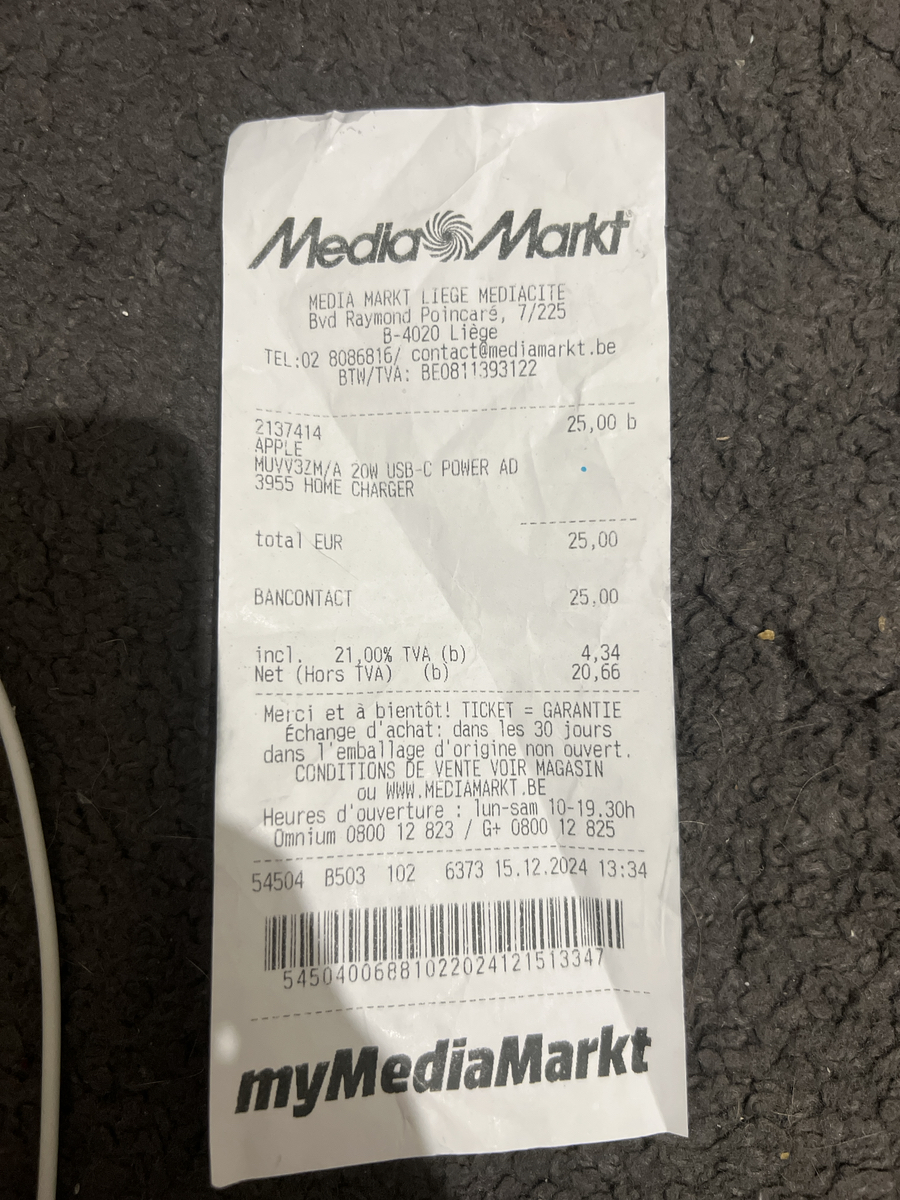 Media Markt
MEDIA MARKT LIEGE MEDIACITE
Bvd Raymond Poincaré, 7/225
B-4020 Liège
TEL:02 8086816/ contact@mediamarkt.be
BTW/TVA: BE0811393122
2137414 25,00 b
APPLE
MUVV3ZM/A 20W USB-C POWER AD
3955 HOME CHARGER
total EUR 25,00
BANCONTACT 25,00
incl. 21,00% TVA (b) 4,34
Net (Hors TVA) (b) 20,66
Merci et à bientôt! TICKET = GARANTIE
Échange d'achat: dans les 30 jours
dans l'emballage d'origine non ouvert.
CONDITIONS DE VENTE VOIR MAGASIN
ou WWW.MEDIAMARKT.BE
Heures d'ouverture : lun-sam 10-19.30h
Omnium 0800 12 823 / G+ 0800 12 825
54504 B503 102 6373 15.12.2024 13:34
5450400688102202412151 3347
myMediaMarkt